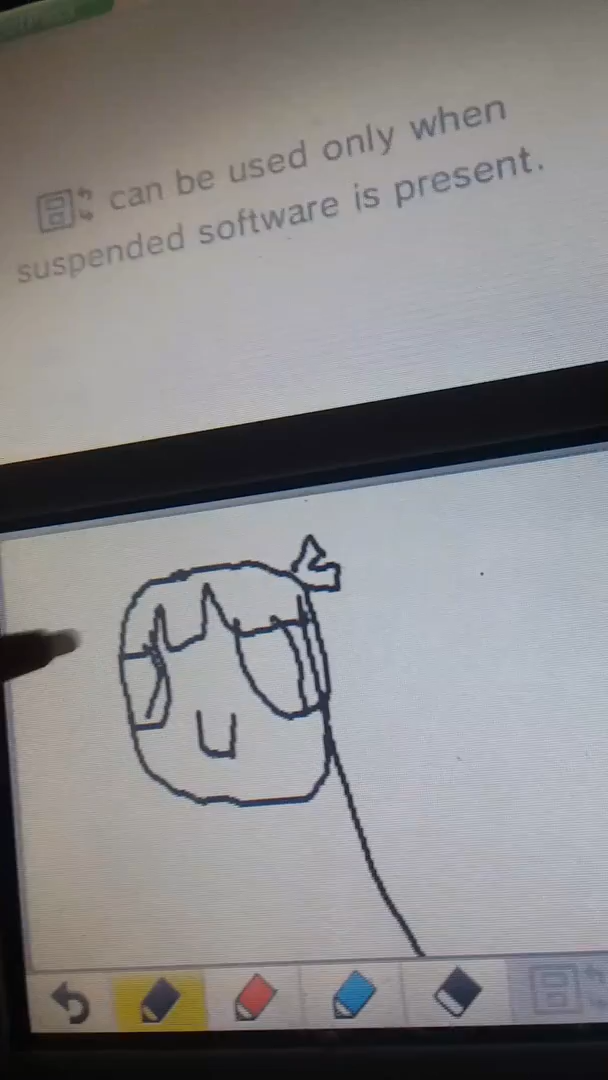 can be used only when
suspended software is present.